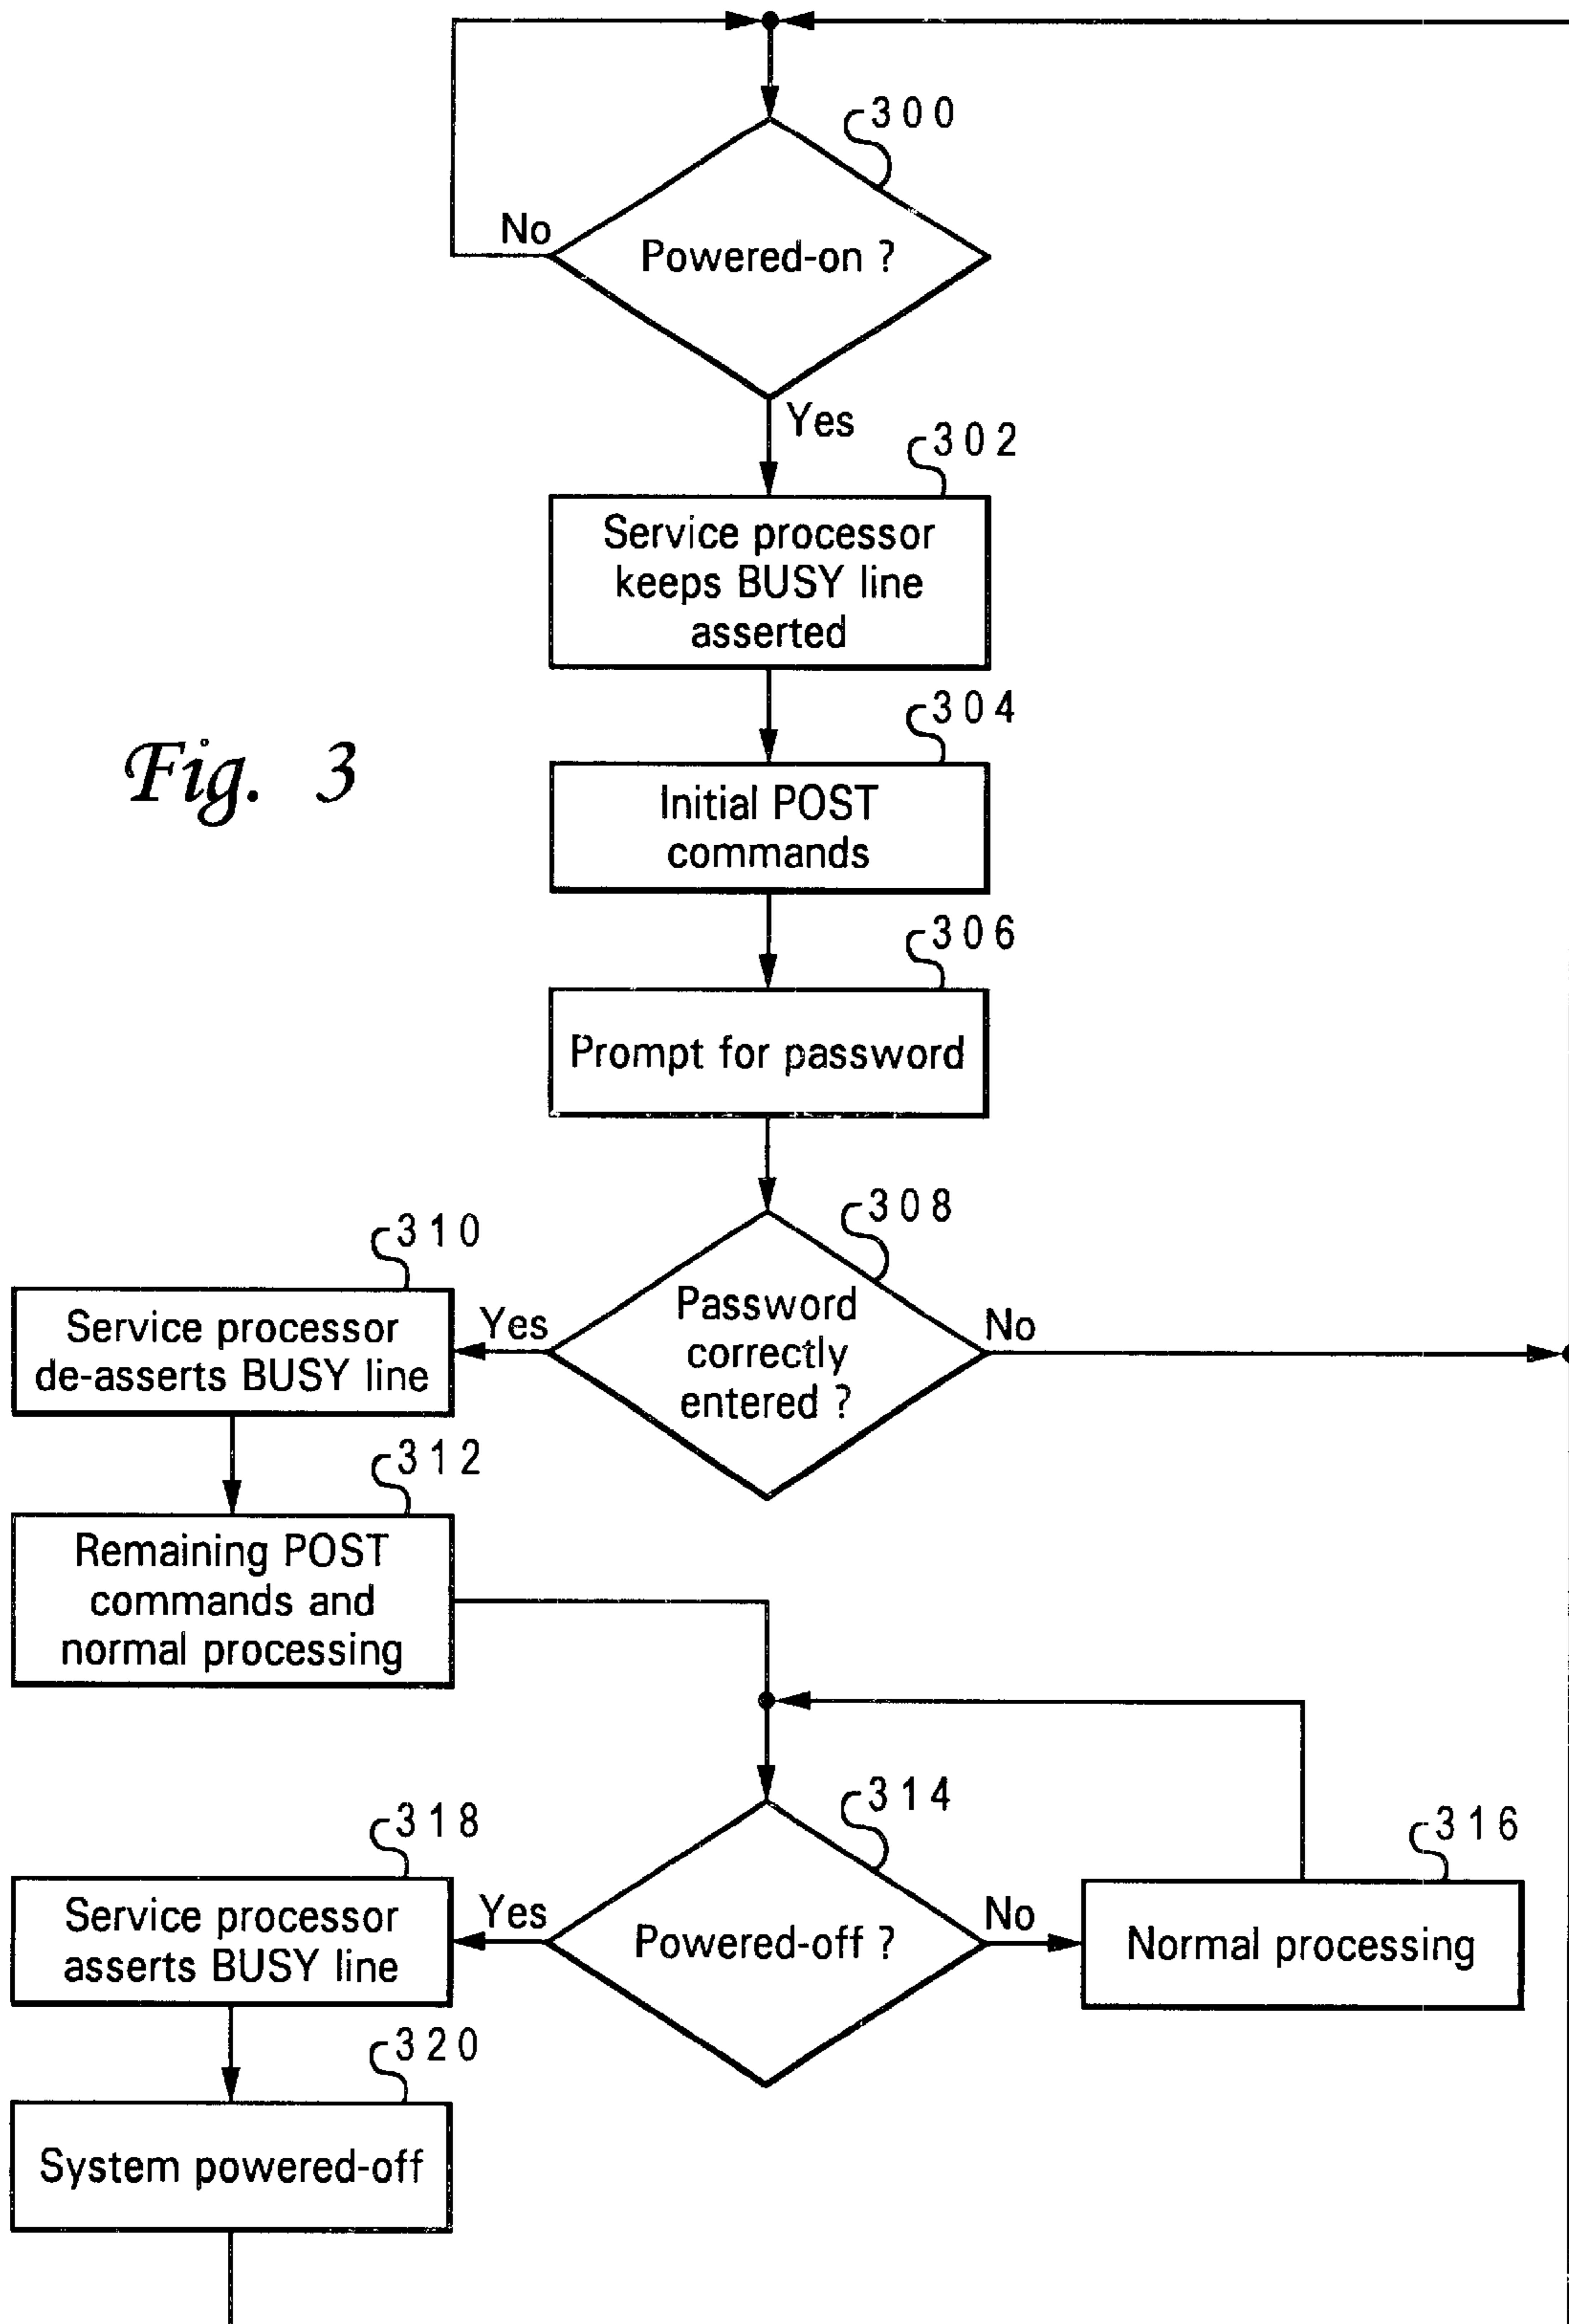 300
No
Powered-on ?
Yes
302
Service processor
keeps BUSY line
asserted
304
Fig. 3
Initial POST
commands
306
Prompt for password
308
310
Password
correctly
entered ?
Yes
No
Service processor
de-asserts BUSY line
312
Remaining POST
commands and
normal processing
314
316
318
Service processor
asserts BUSY line
Yes
Powered-off ?
No
Normal processing
320
System powered-off